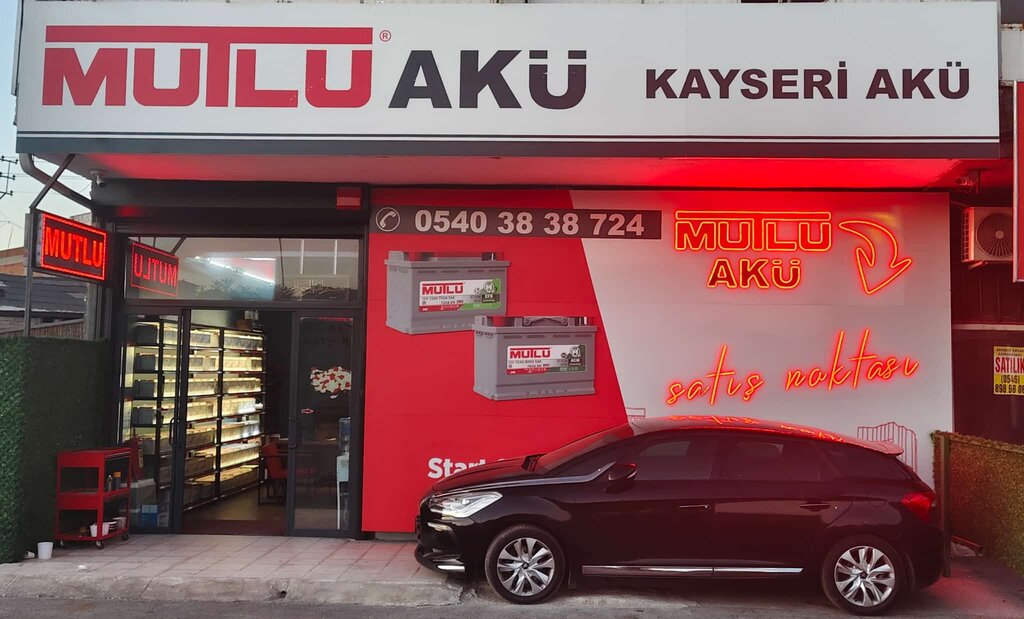 MUTLU® AKÜ
KAYSERİ AKÜ
0540 38 38 724
MUTLU
MUTLU
MUTLU
AKÜ
MUTLU
MUTLU
satış noktası
Start
SATILIK